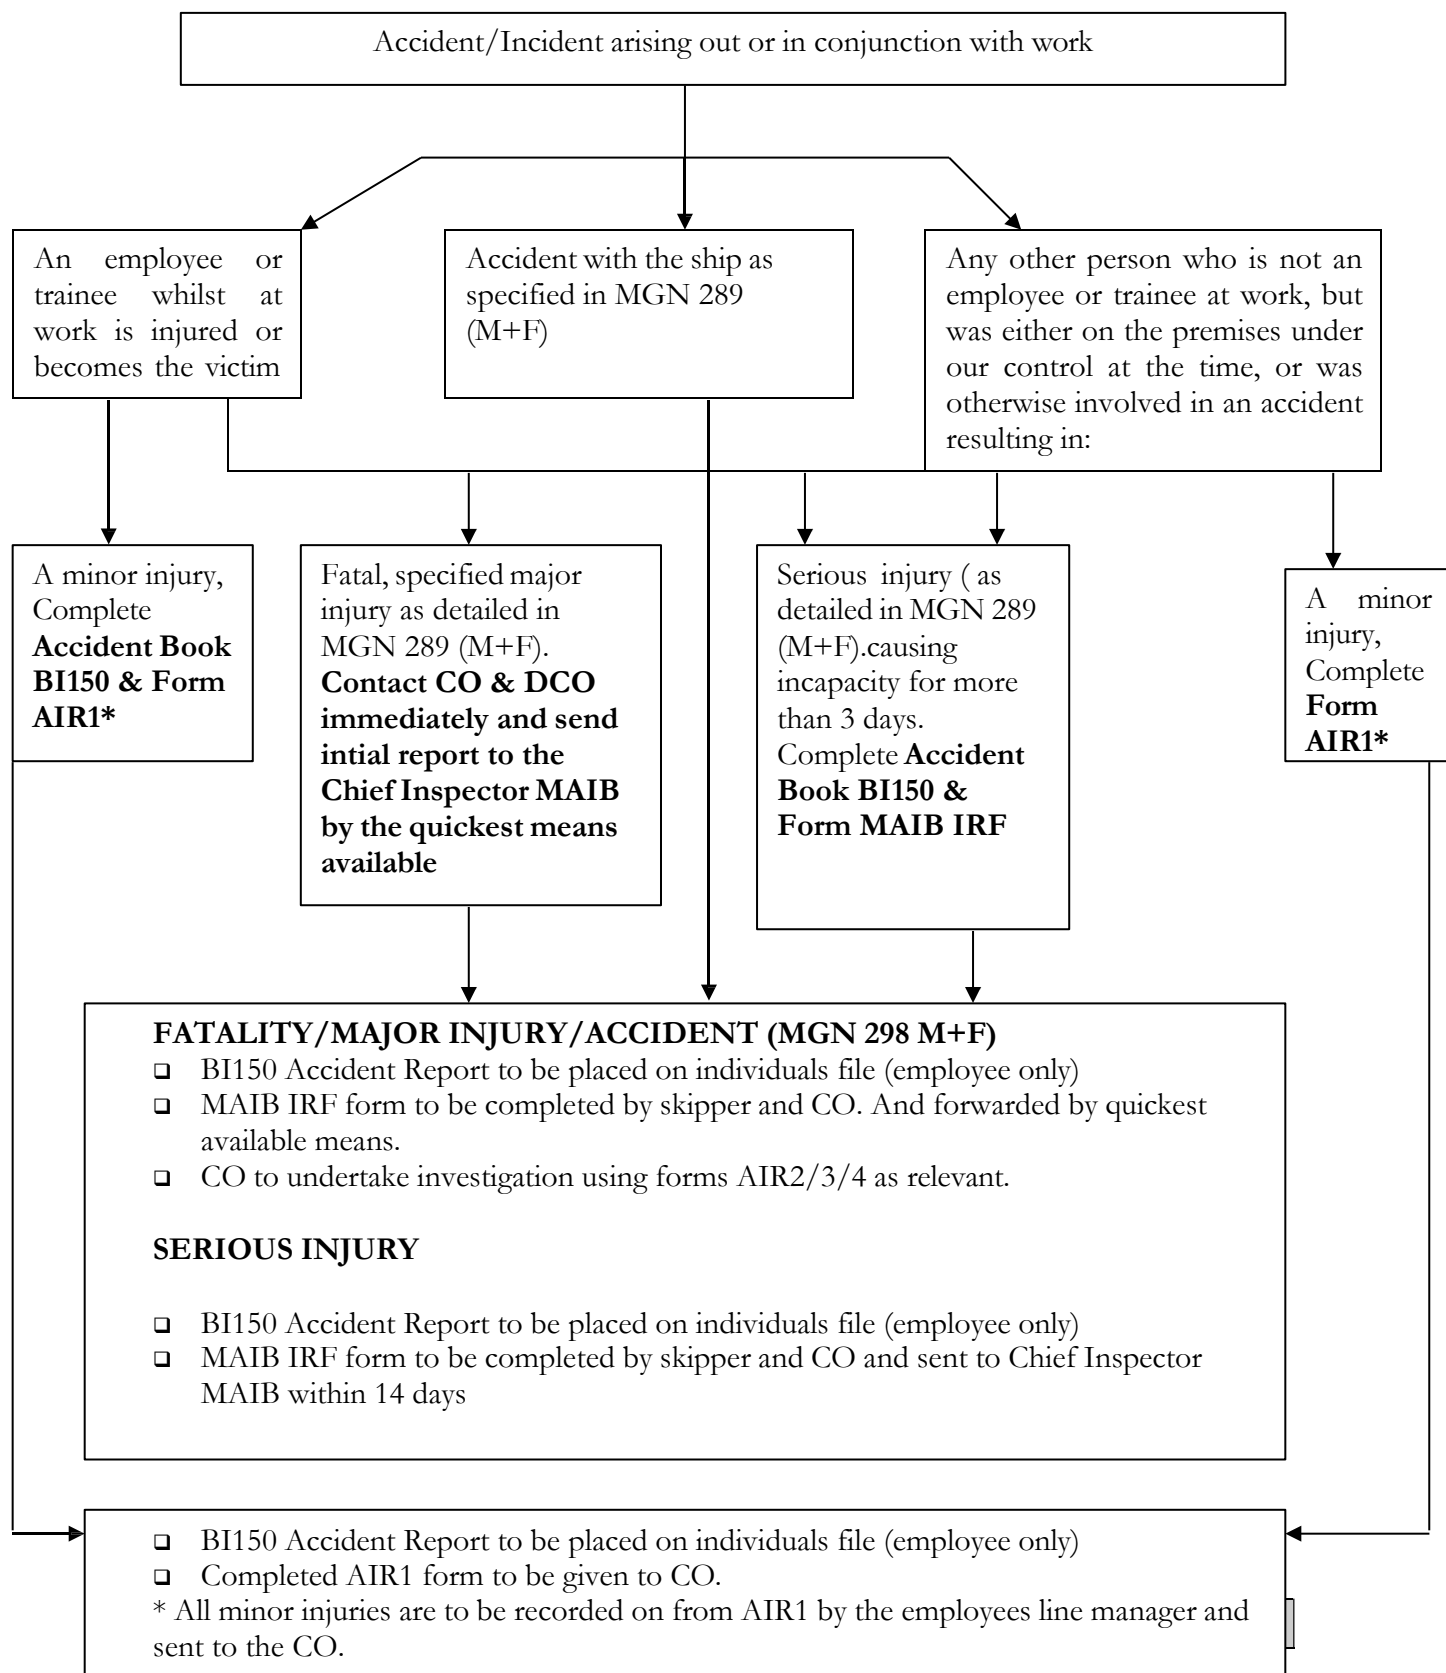 Accident/Incident arising out or in conjunction with work
An employee or
trainee whilst at
work is injured or
becomes the victim
Accident with the ship as
specified in MGN 289
(M+F)
Any other person who is not an
employee or trainee at work, but
was either on the premises under
our control at the time, or was
otherwise involved in an accident
resulting in:
A minor injury,
Complete
Accident Book
BI150 & Form
AIR1*
Fatal, specified major
injury as detailed in
MGN 289 (M+F).
Contact CO & DCO
immediately and send
intial report to the
Chief Inspector MAIB
by the quickest means
available
Serious injury ( as
detailed in MGN 289
(M+F).causing
incapacity for more
than 3 days.
Complete Accident
Book BI150 &
Form MAIB IRF
A minor
injury,
Complete
Form
AIR1*
FATALITY/MAJOR INJURY/ACCIDENT (MGN 298 M+F)
❑ BI150 Accident Report to be placed on individuals file (employee only)
❑ MAIB IRF form to be completed by skipper and CO. And forwarded by quickest
available means.
❑ CO to undertake investigation using forms AIR2/3/4 as relevant.
SERIOUS INJURY
❑ BI150 Accident Report to be placed on individuals file (employee only)
❑ MAIB IRF form to be completed by skipper and CO and sent to Chief Inspector
MAIB within 14 days
❑ BI150 Accident Report to be placed on individuals file (employee only)
❑ Completed AIR1 form to be given to CO.
* All minor injuries are to be recorded on from AIR1 by the employees line manager and
sent to the CO.